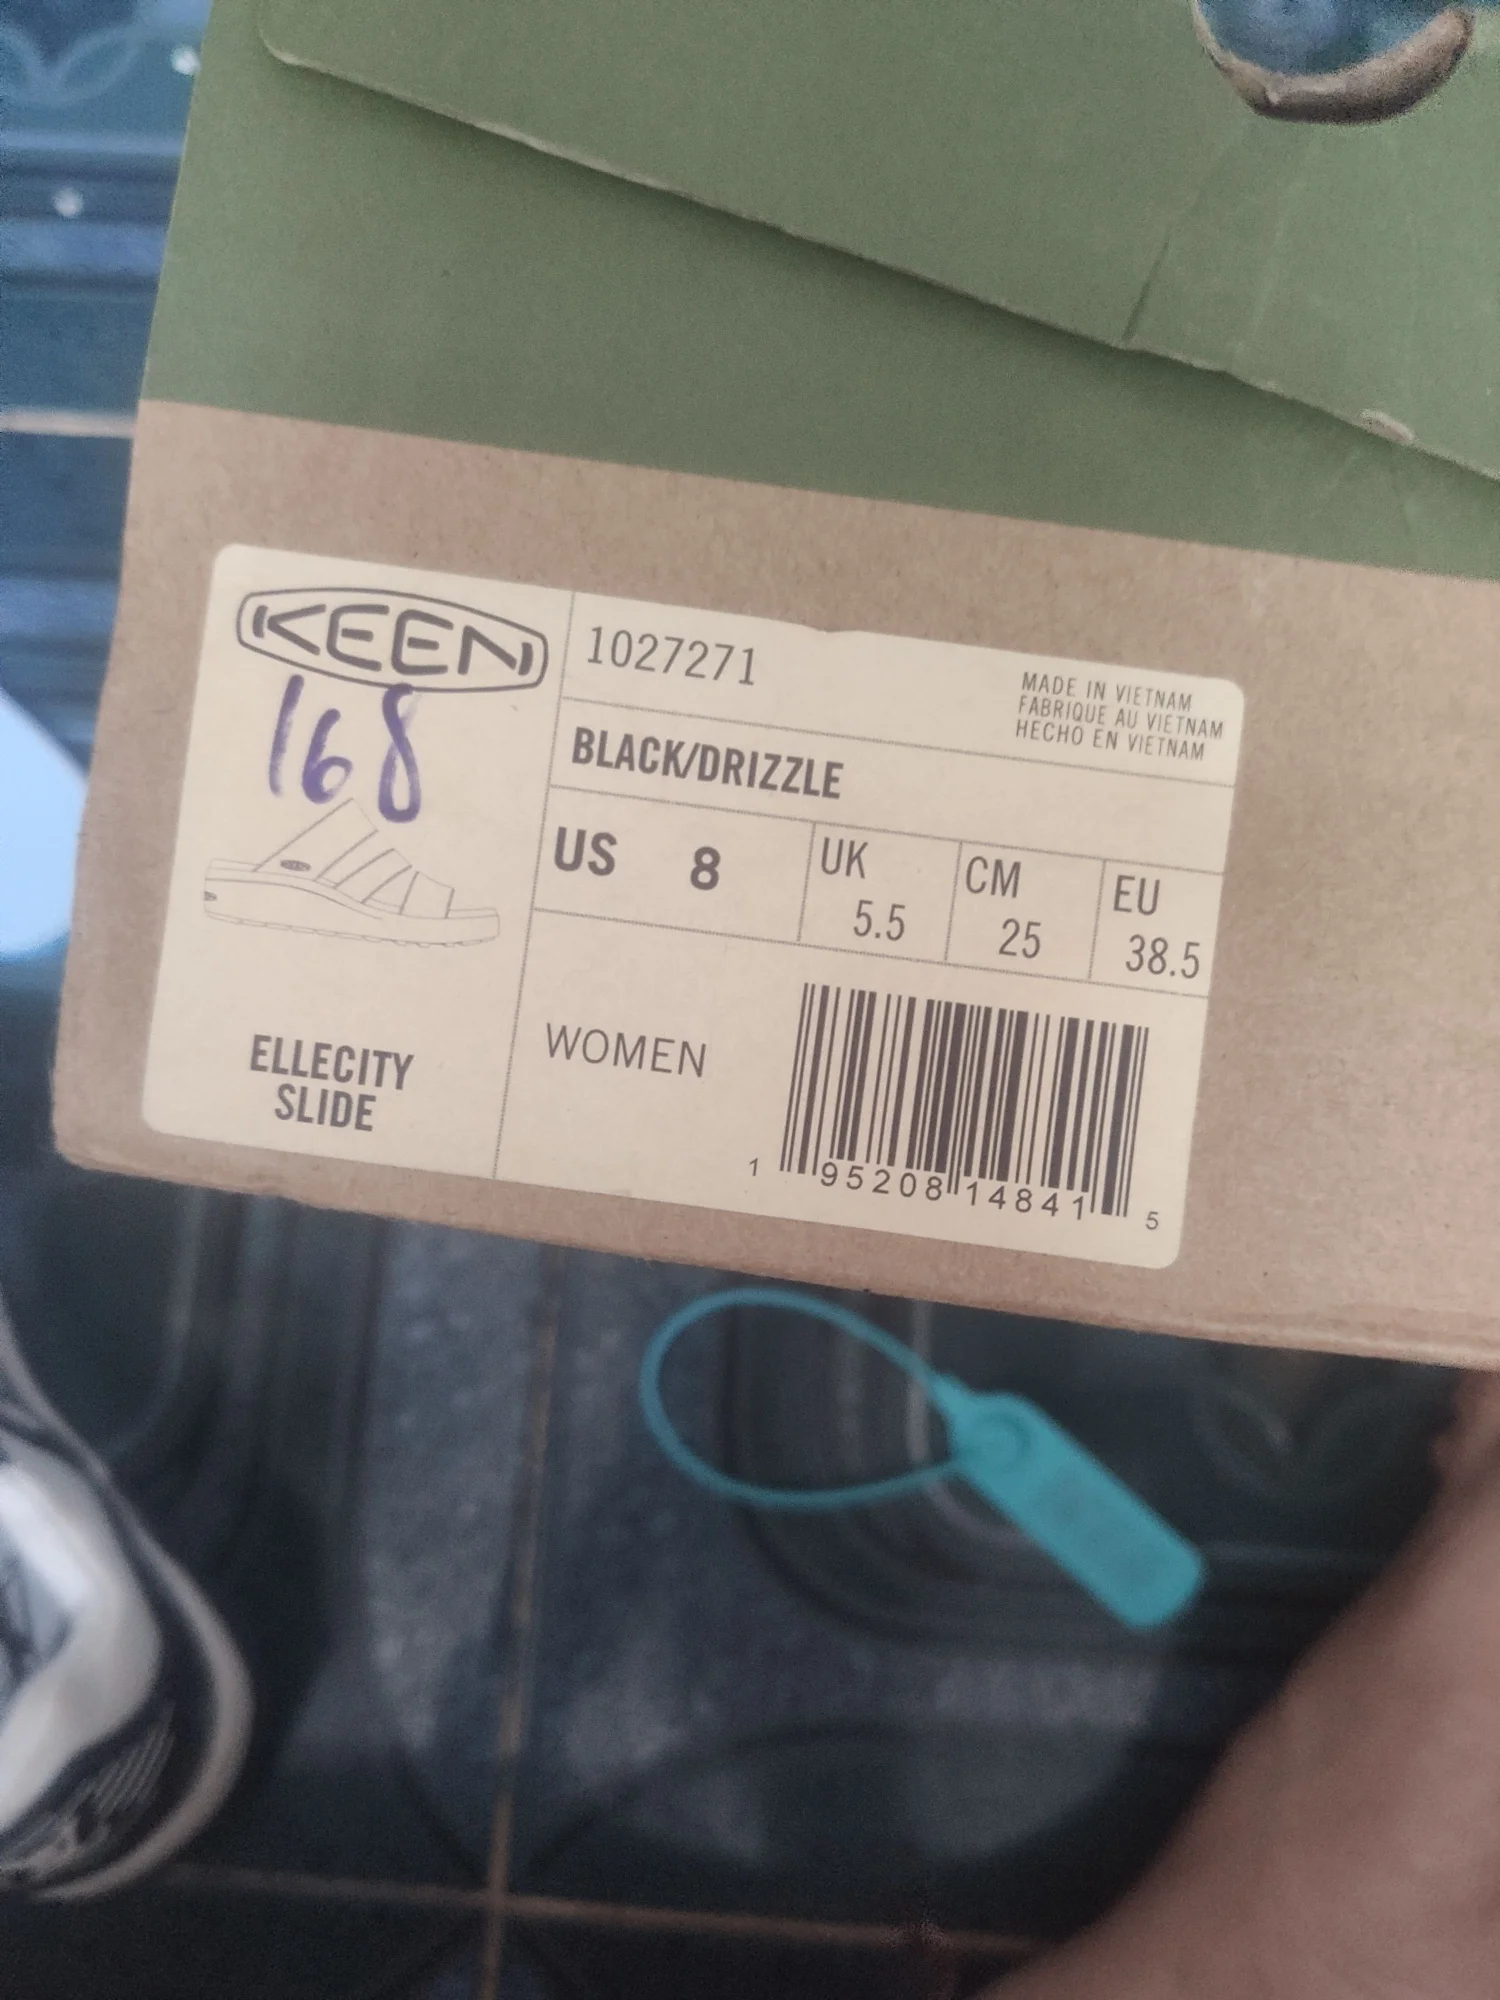 KEEN
168
ELLECITY
SLIDE
1027271
MADE IN VIETNAM
FABRIQUE AU VIETNAM
HECHO EN VIETNAM
BLACK/DRIZZLE
US 8
UK 5.5
CM 25
EU 38.5
WOMEN
1 95208 14841 5